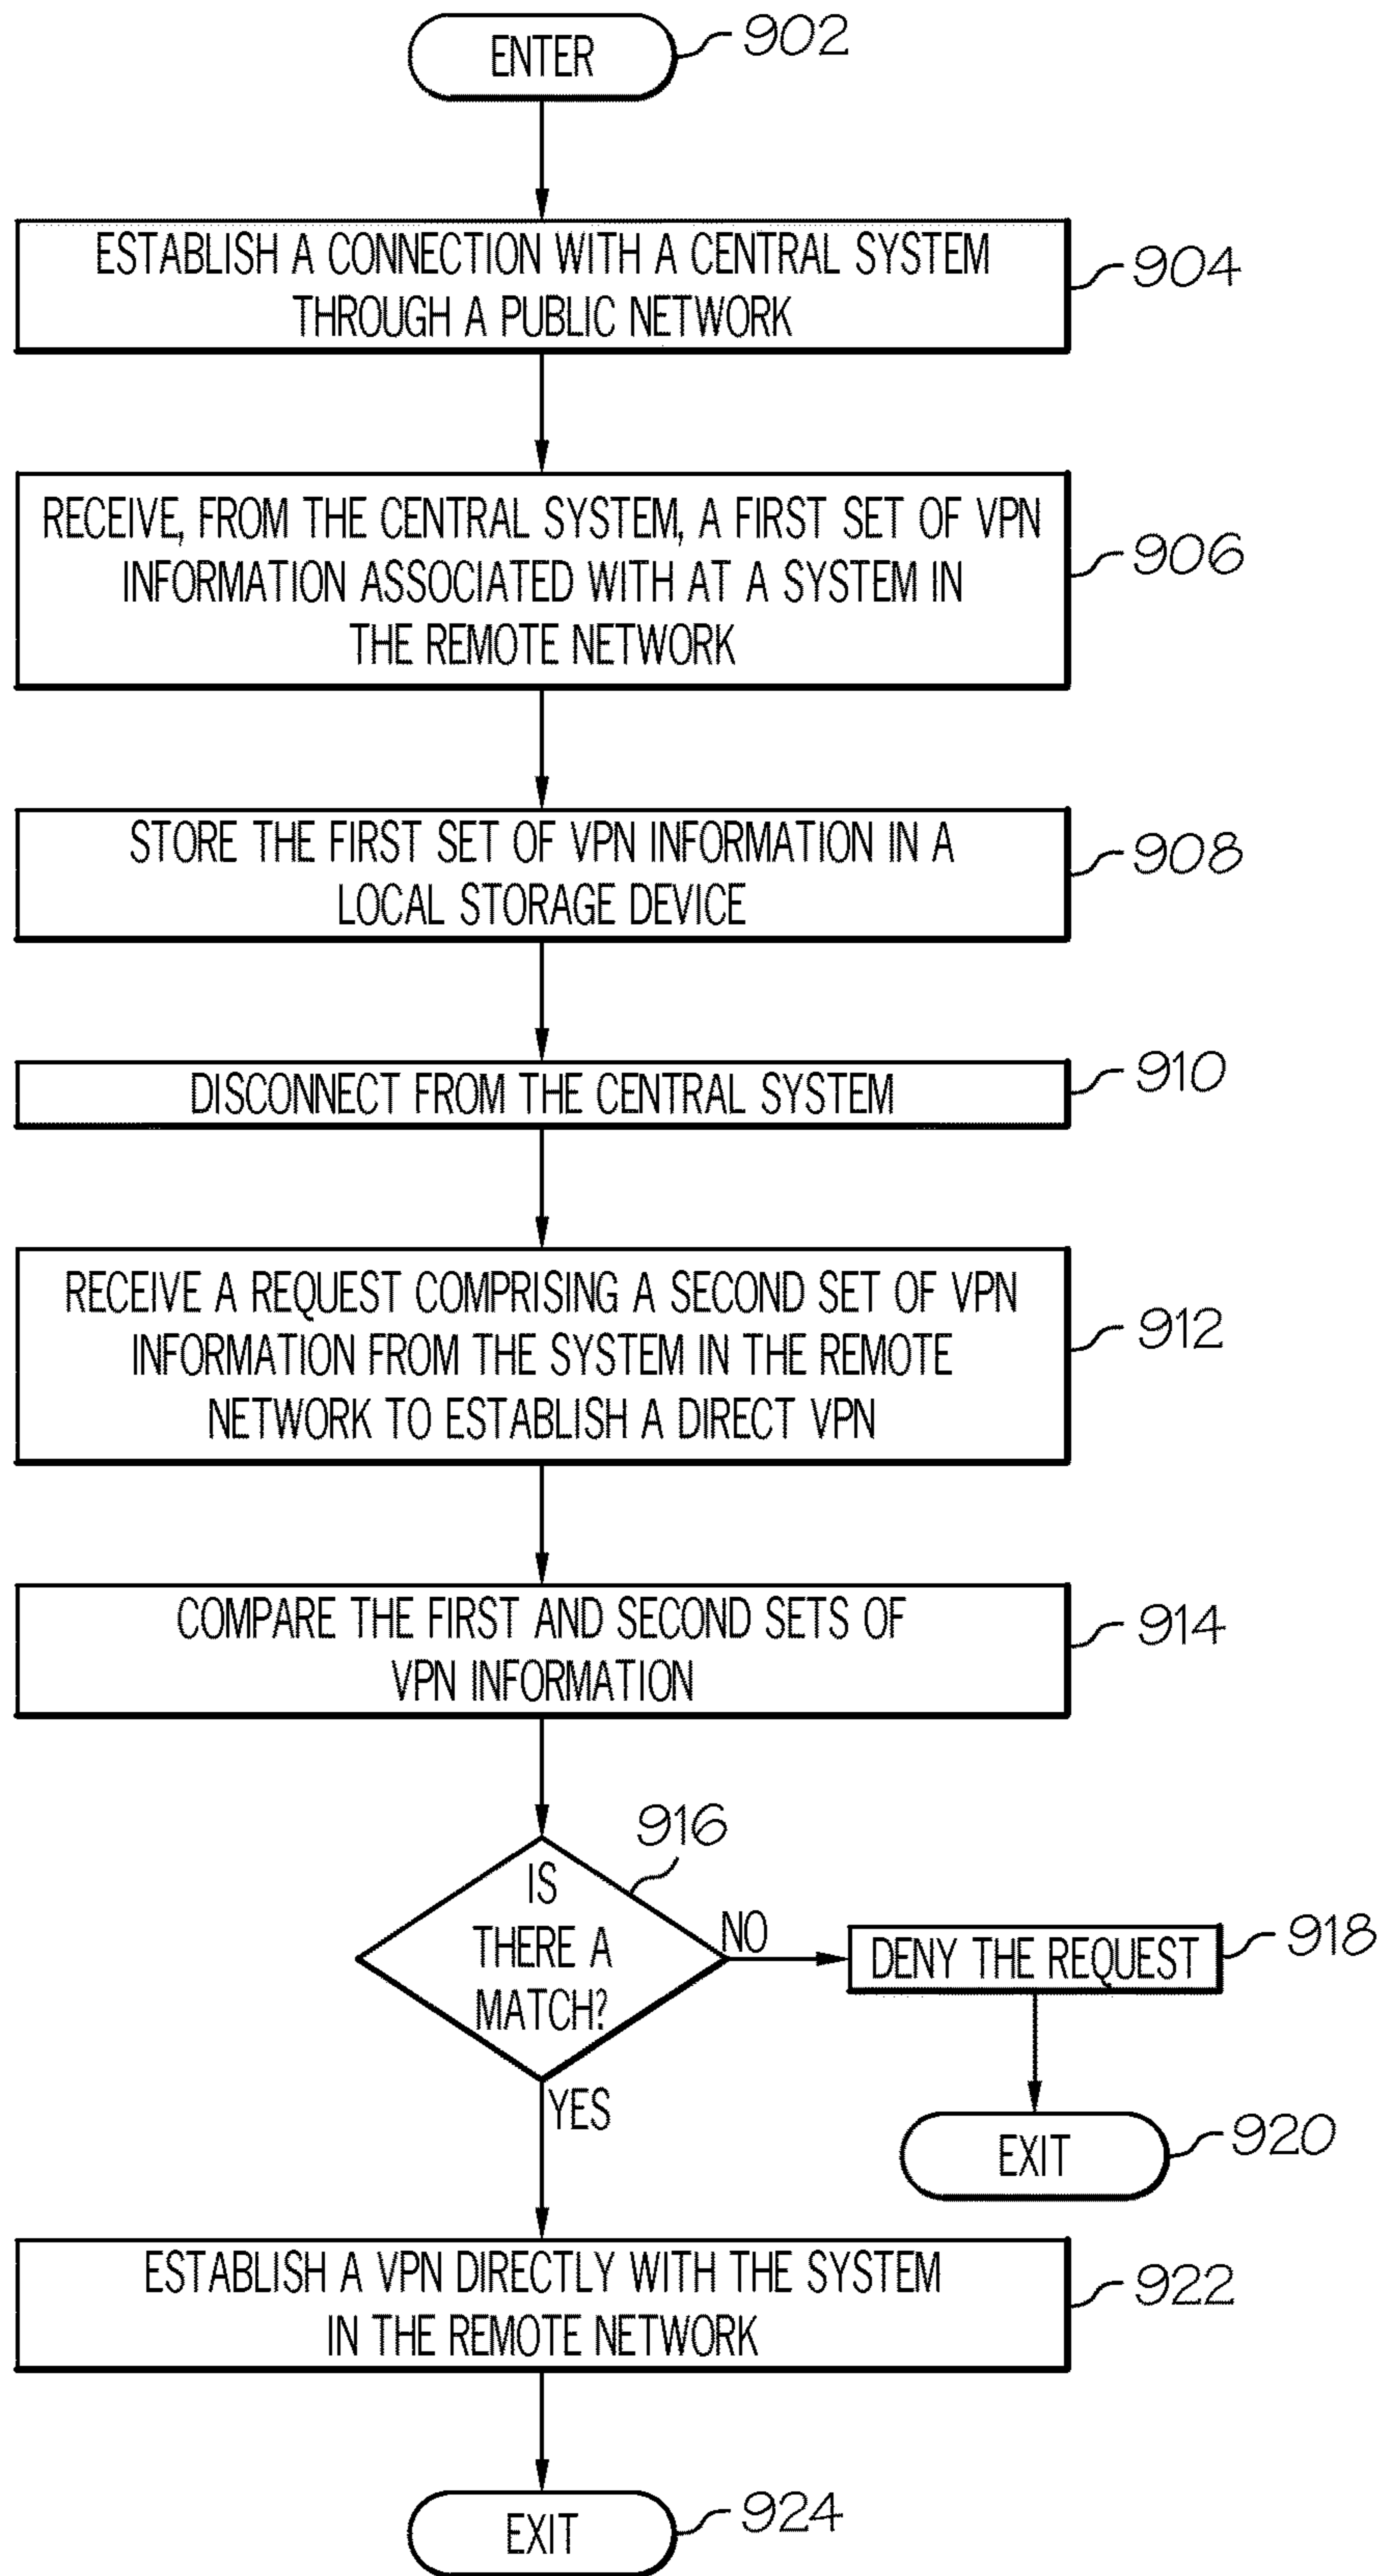 ENTER
902
ESTABLISH A CONNECTION WITH A CENTRAL SYSTEM
THROUGH A PUBLIC NETWORK
904
RECEIVE, FROM THE CENTRAL SYSTEM, A FIRST SET OF VPN
INFORMATION ASSOCIATED WITH AT A SYSTEM IN
THE REMOTE NETWORK
906
STORE THE FIRST SET OF VPN INFORMATION IN A
LOCAL STORAGE DEVICE
908
DISCONNECT FROM THE CENTRAL SYSTEM
910
RECEIVE A REQUEST COMPRISING A SECOND SET OF VPN
INFORMATION FROM THE SYSTEM IN THE REMOTE
NETWORK TO ESTABLISH A DIRECT VPN
912
COMPARE THE FIRST AND SECOND SETS OF
VPN INFORMATION
914
916
IS
THERE A
MATCH?
NO
DENY THE REQUEST
918
YES
EXIT
920
ESTABLISH A VPN DIRECTLY WITH THE SYSTEM
IN THE REMOTE NETWORK
922
EXIT
924